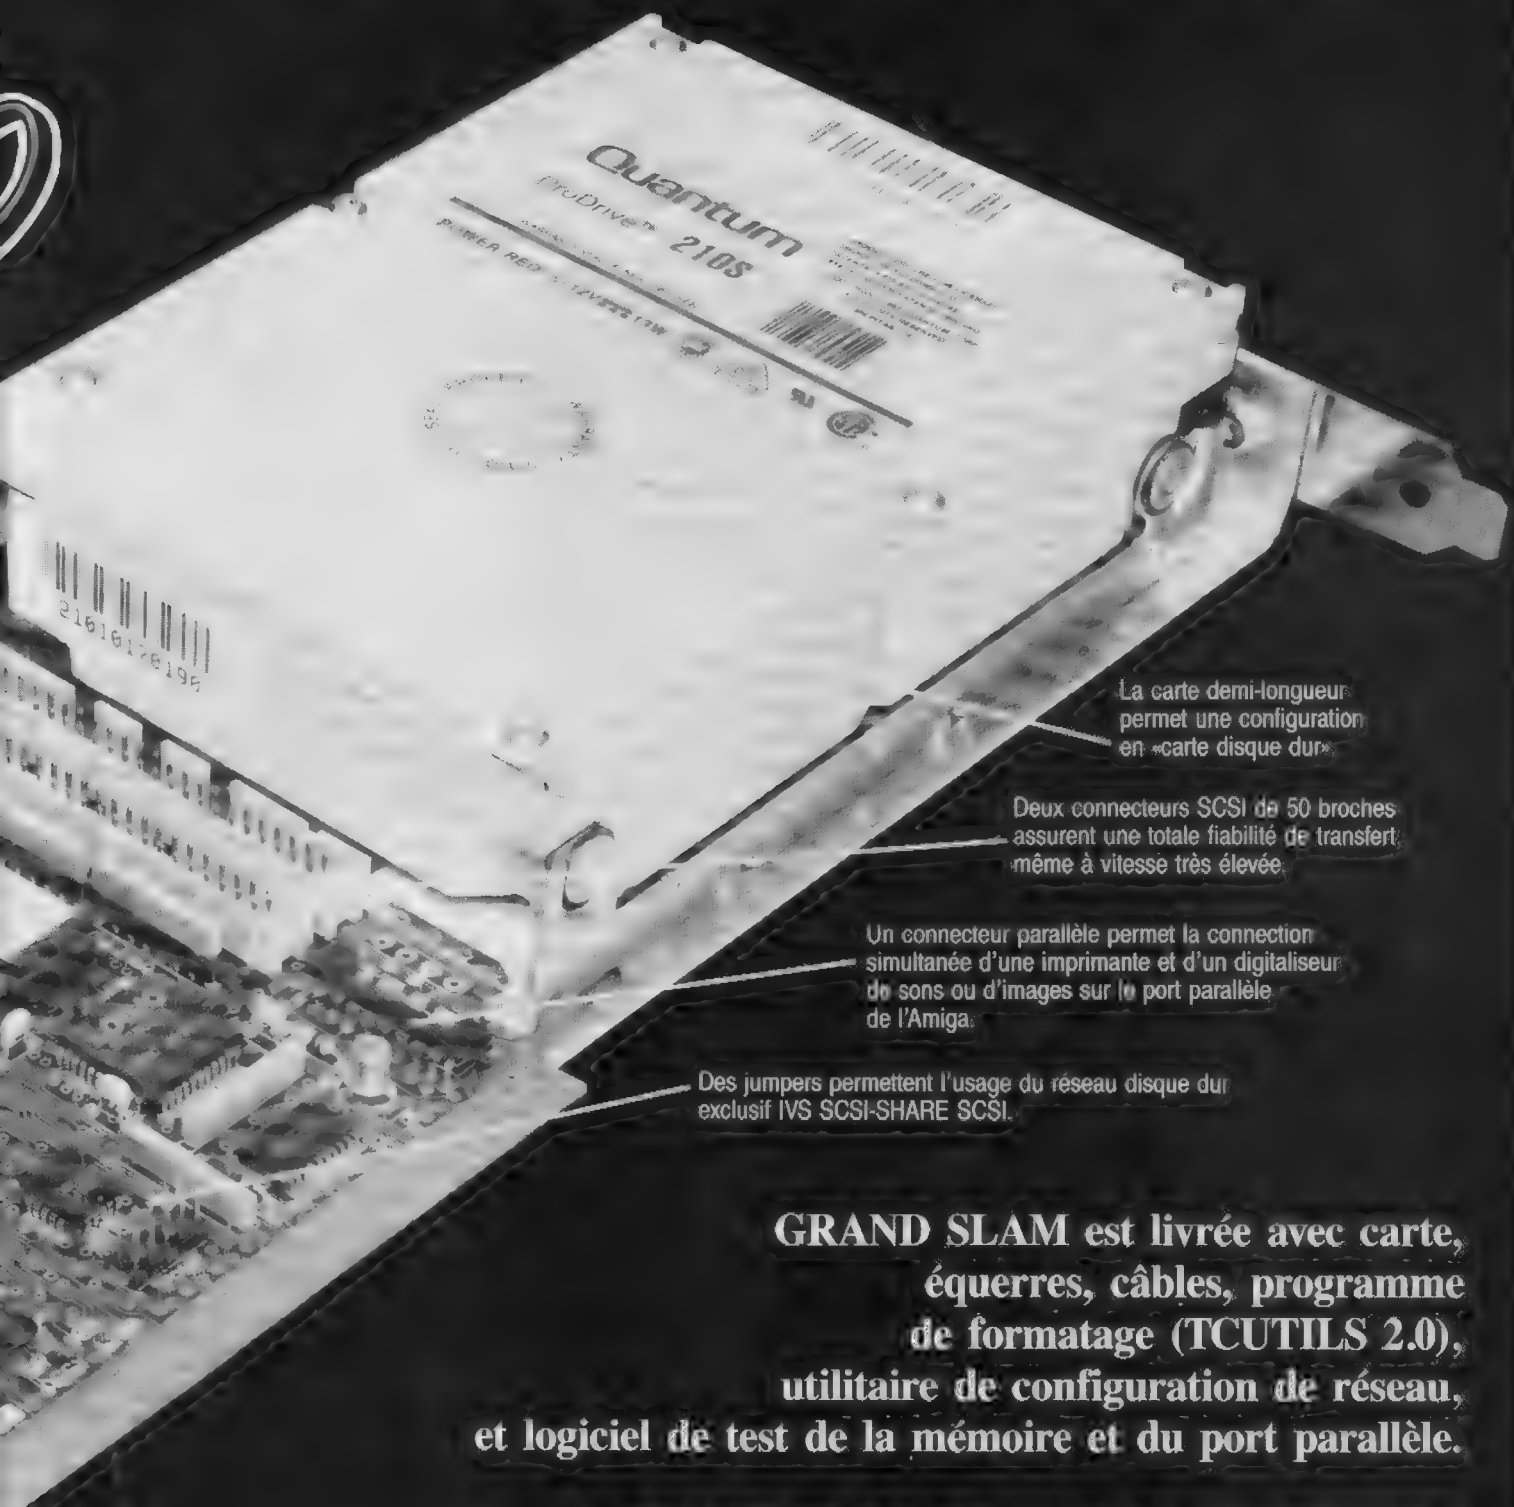 Quantum
ProDrive™ 210S
POWER REQ
La carte demi-longueur
permet une configuration
en «carte disque dur»
Deux connecteurs SCSI de 50 broches
assurent une totale fiabilité de transfert
même à vitesse très élevée.
Un connecteur parallèle permet la connection
simultanée d'une imprimante et d'un digitaliseur
de sons ou d'images sur le port parallèle
de l'Amiga.
Des jumpers permettent l'usage du réseau disque dur
exclusif IVS SCSI-SHARE SCSI.
GRAND SLAM est livrée avec carte,
équerres, câbles, programme
de formatage (TCUTILS 2.0),
utilitaire de configuration de réseau,
et logiciel de test de la mémoire et du port parallèle.